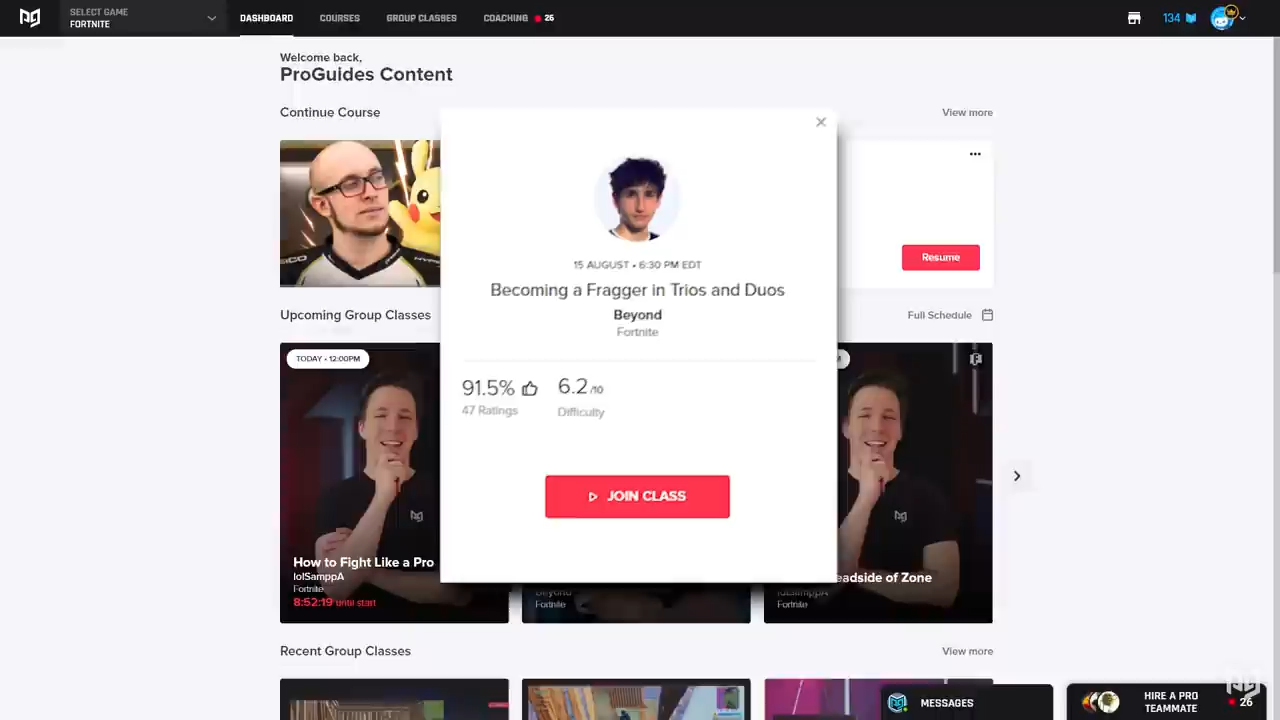 SELECT GAME
FORTNITE
DASHBOARD
COURSES
GROUP CLASSES
COACHING
26
134
Welcome back,
ProGuides Content
Continue Course
View more
Resume
15 AUGUST • 6:30 PM EDT
Becoming a Fragger in Trios and Duos
Beyond
Fortnite
91.5%
47 Ratings
6.2 /10
Difficulty
JOIN CLASS
Upcoming Group Classes
Full Schedule
TODAY • 12:00PM
How to Fight Like a Pro
lolSamppA
Fortnite
8:52:19 until start
Beyond
Fortnite
eadside of Zone
lolSamppA
Fortnite
Recent Group Classes
View more
MESSAGES
HIRE A PRO
TEAMMATE
26